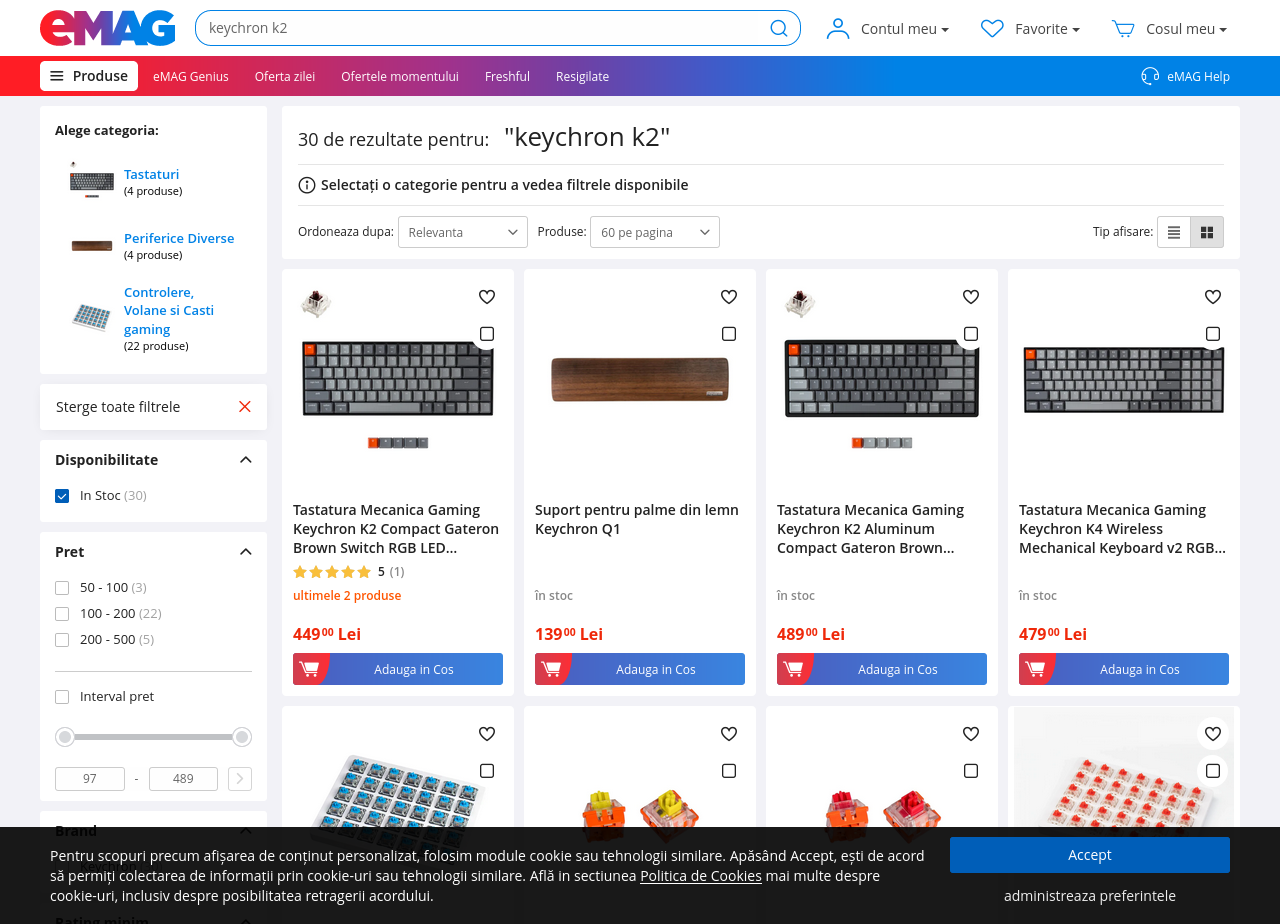 eMAG
keychron k2
Contul meu
Favorite
Cosul meu
Produse
eMAG Genius
Oferta zilei
Ofertele momentului
Freshful
Resigilate
eMAG Help
Alege categoria:
Tastaturi
(4 produse)
Periferice Diverse
(4 produse)
Controlere,
Volane si Casti
gaming
(22 produse)
Sterge toate filtrele
Disponibilitate
In Stoc (30)
Pret
50 - 100 (3)
100 - 200 (22)
200 - 500 (5)
Interval pret
97 - 489
Brand
Rating minim
30 de rezultate pentru: "keychron k2"
Selectați o categorie pentru a vedea filtrele disponibile
Ordoneaza dupa: Relevanta
Produse: 60 pe pagina
Tip afisare:
Tastatura Mecanica Gaming
Keychron K2 Compact Gateron
Brown Switch RGB LED...
5 (1)
ultimele 2 produse
44900 Lei
Adauga in Cos
Suport pentru palme din lemn
Keychron Q1
în stoc
13900 Lei
Adauga in Cos
Tastatura Mecanica Gaming
Keychron K2 Aluminum
Compact Gateron Brown...
în stoc
48900 Lei
Adauga in Cos
Tastatura Mecanica Gaming
Keychron K4 Wireless
Mechanical Keyboard v2 RGB...
în stoc
47900 Lei
Adauga in Cos
Pentru scopuri precum afișarea de conținut personalizat, folosim module cookie sau tehnologii similare. Apăsând Accept, ești de acord
să permiți colectarea de informații prin cookie-uri sau tehnologii similare. Află in sectiunea Politica de Cookies mai multe despre
cookie-uri, inclusiv despre posibilitatea retragerii acordului.
Accept
administreaza preferintele